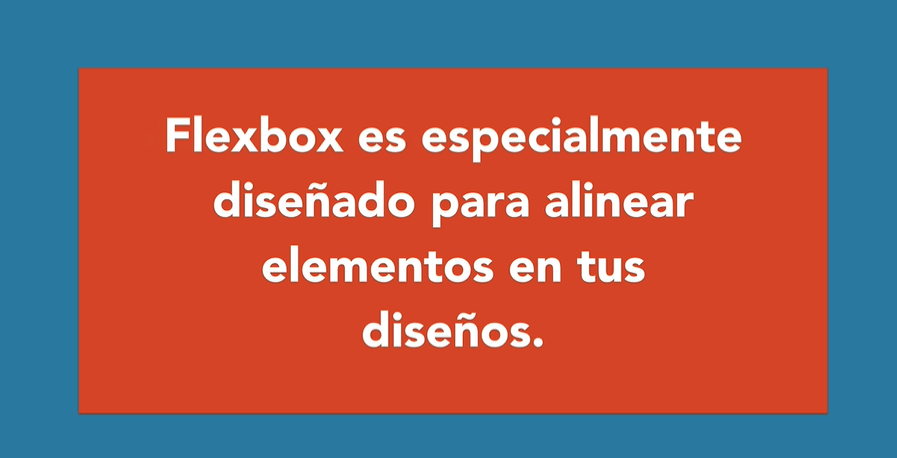 Flexbox es especialmente
diseñado para alinear
elementos en tus
diseños.